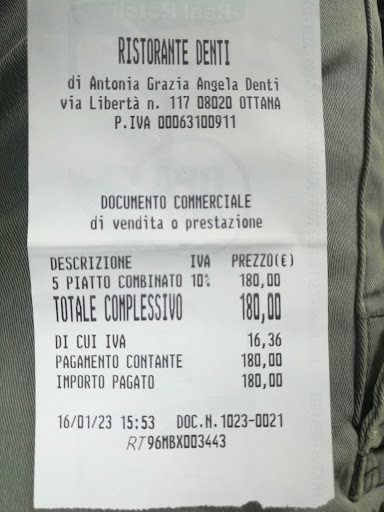 RISTORANTE DENTI
di Antonia Grazia Angela Denti
via Libertà n. 117 08020 OTTANA
P.IVA 00063100911
DOCUMENTO COMMERCIALE
di vendita o prestazione
DESCRIZIONE IVA PREZZO(€)
5 PIATTO COMBINATO 10% 180,00
TOTALE COMPLESSIVO 180,00
DI CUI IVA 16,36
PAGAMENTO CONTANTE 180,00
IMPORTO PAGATO 180,00
16/01/23 15:53 DOC.N.1023-0021
RT 96MBX003443